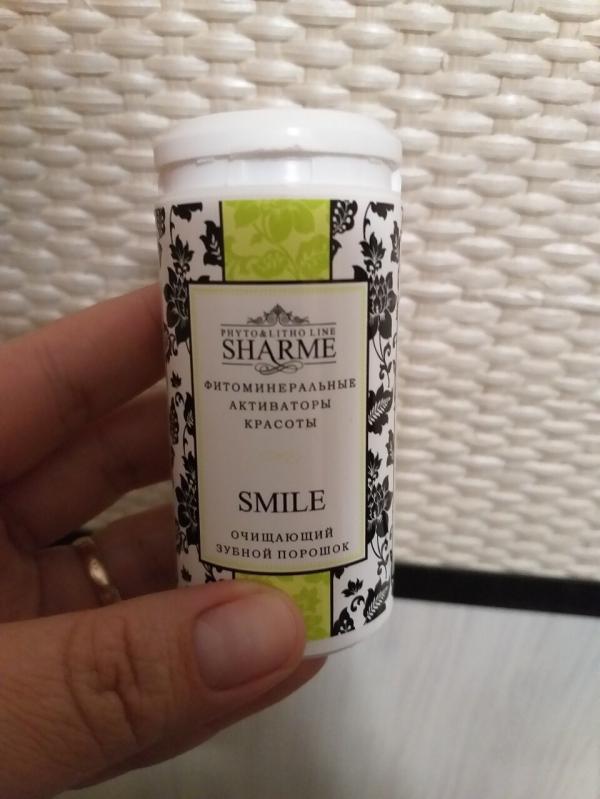 PHYTO&LITHO LINE
SHARME
ФИТОМИНЕРАЛЬНЫЕ
АКТИВАТОРЫ
КРАСОТЫ
SMILE
ОЧИЩАЮЩИЙ
ЗУБНОЙ ПОРОШОК